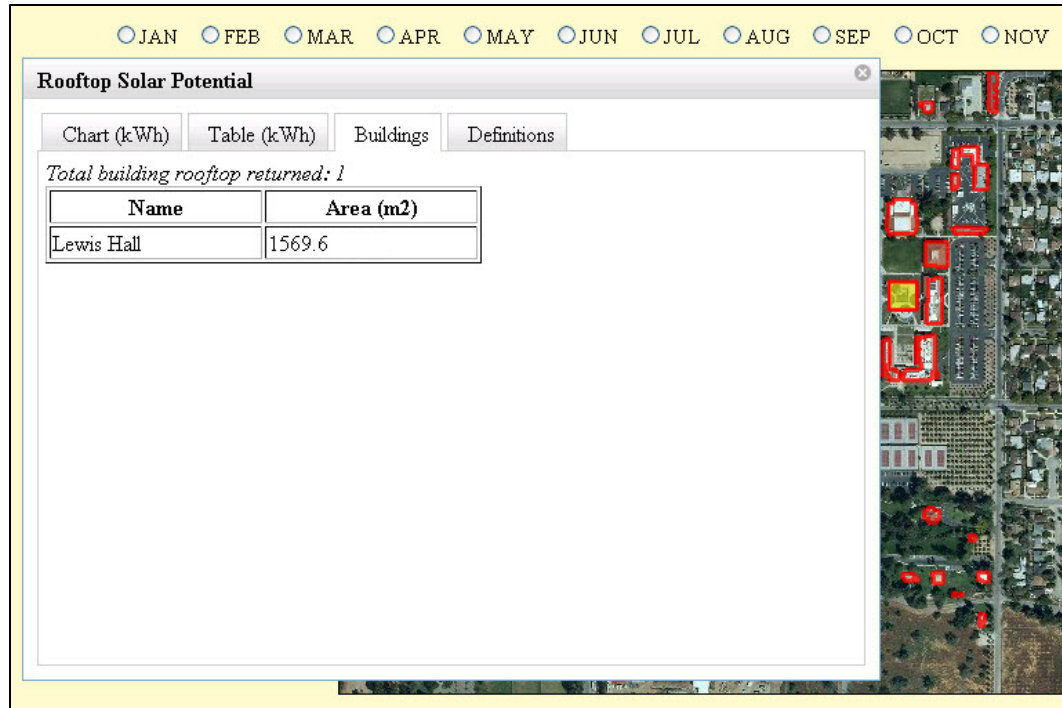 JAN FEB MAR APR MAY JUN JUL AUG SEP OCT NOV
Rooftop Solar Potential
Chart (kWh) Table (kWh) Buildings Definitions
Total building rooftop returned: 1
Name Area (m2)
Lewis Hall 1569.6